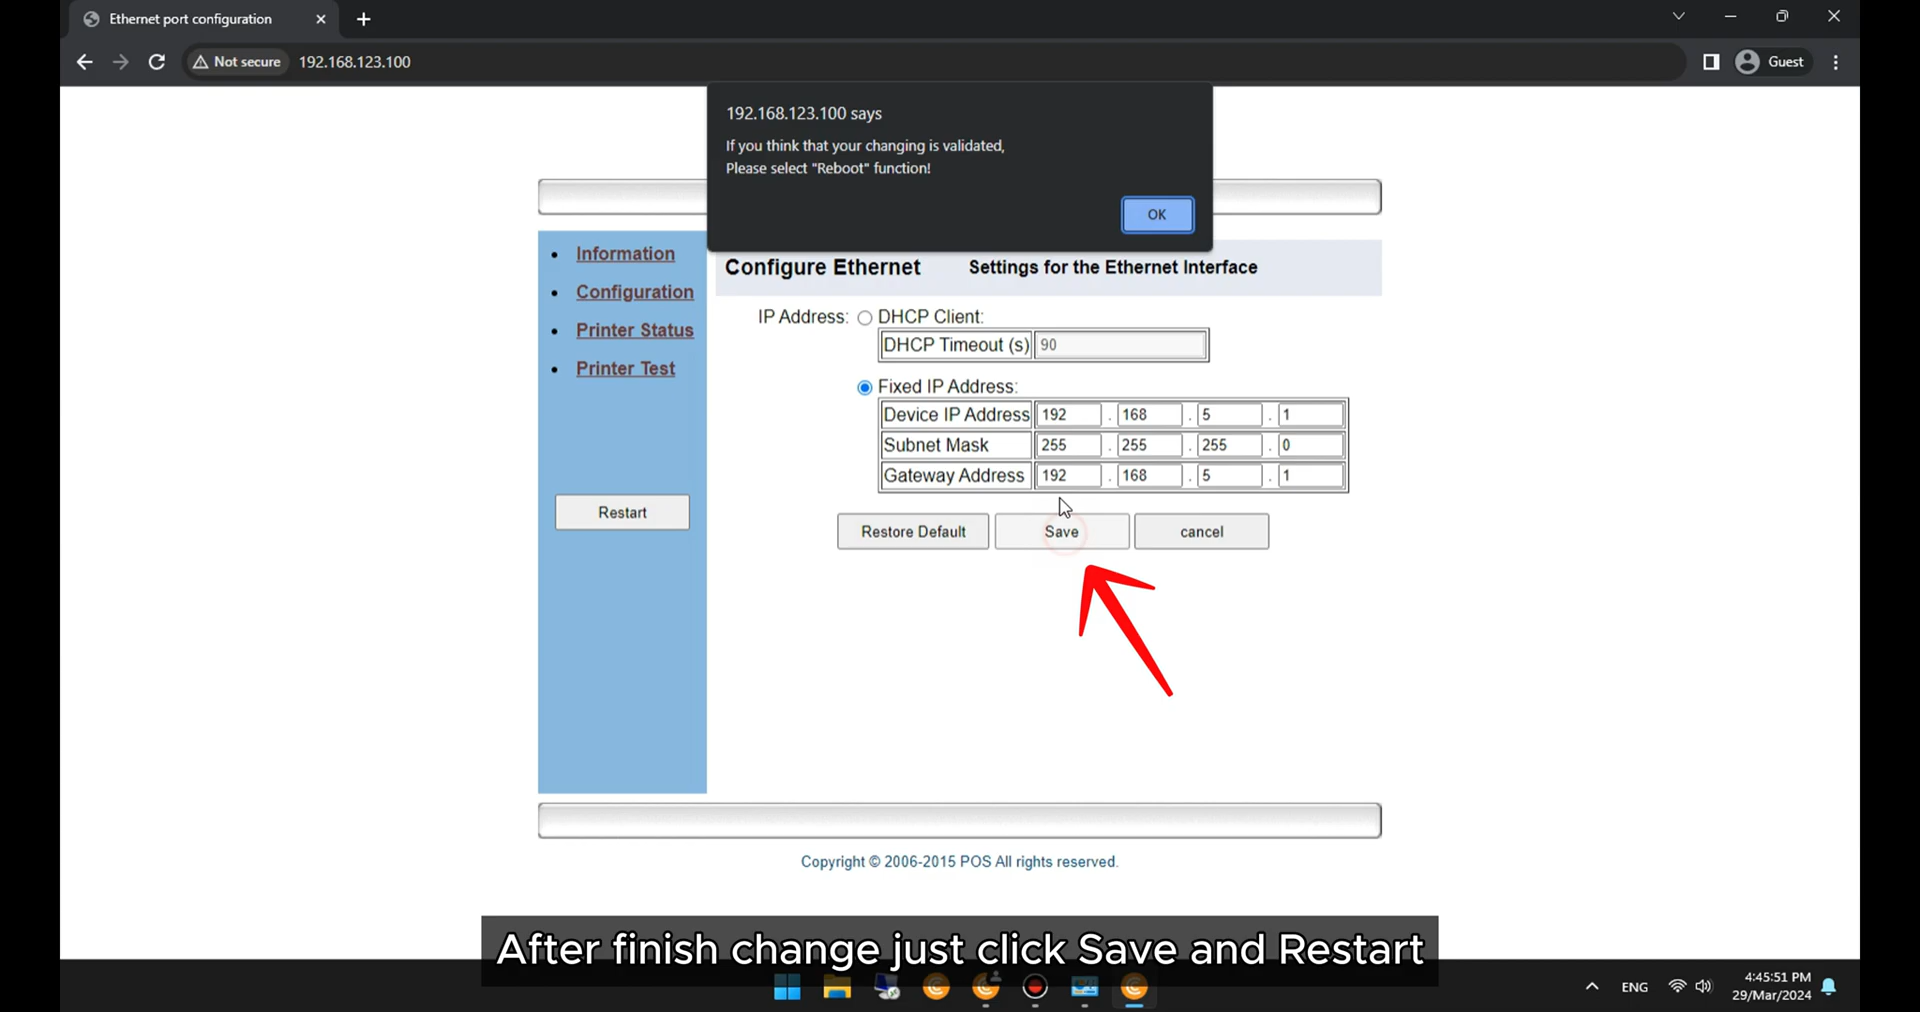 Ethernet port configuration
Not secure
192.168.123.100
Guest
192.168.123.100 says
If you think that your changing is validated,
Please select "Reboot" function!
OK
Information
Configuration
Printer Status
Printer Test
Restart
Configure Ethernet Settings for the Ethernet Interface
IP Address: DHCP Client:
DHCP Timeout (s) 90
Fixed IP Address:
Device IP Address 192 . 168 . 5 . 1
Subnet Mask 255 . 255 . 255 . 0
Gateway Address 192 . 168 . 5 . 1
Restore Default Save cancel
Copyright © 2006-2015 POS All rights reserved.
After finish change just click Save and Restart
ENG
4:45:51 PM
29/Mar/2024